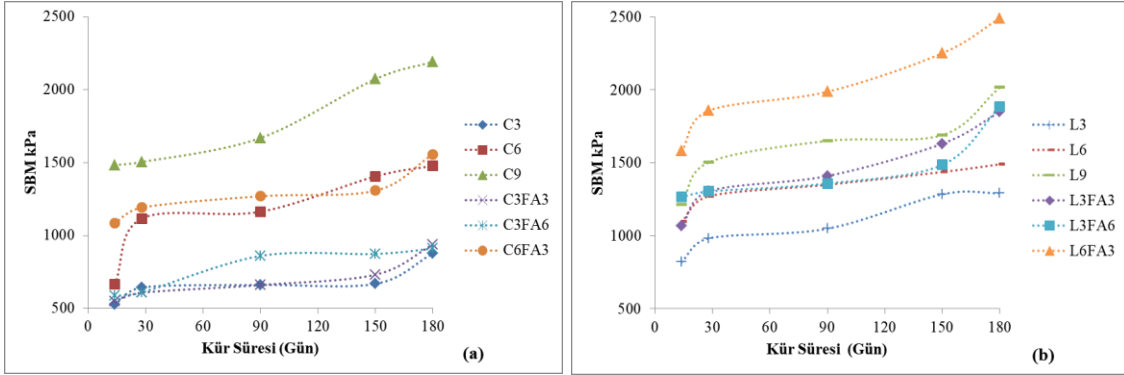 2500
2000
1500
1000
500
0 30 60 90 120 150 180
SBM kPa
Kür Süresi (Gün)
(a)
C3
C6
C9
C3FA3
C3FA6
C6FA3
2500
2000
1500
1000
500
0 30 60 90 120 150 180
SBM kPa
Kür Süresi (Gün)
(b)
L3
L6
L9
L3FA3
L3FA6
L6FA3